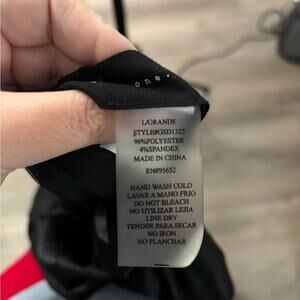 one.
L/GRANDE
STYLE#GSD1325
96%POLYESTER
4%SPANDEX
MADE IN CHINA
RN#95652
HAND WASH COLD
LAVAR A MANO FRIO
DO NOT BLEACH
NO UTILIZAR LEJIA
LINE DRY
TENDER PARA SECAR
NO IRON
NO PLANCHAR